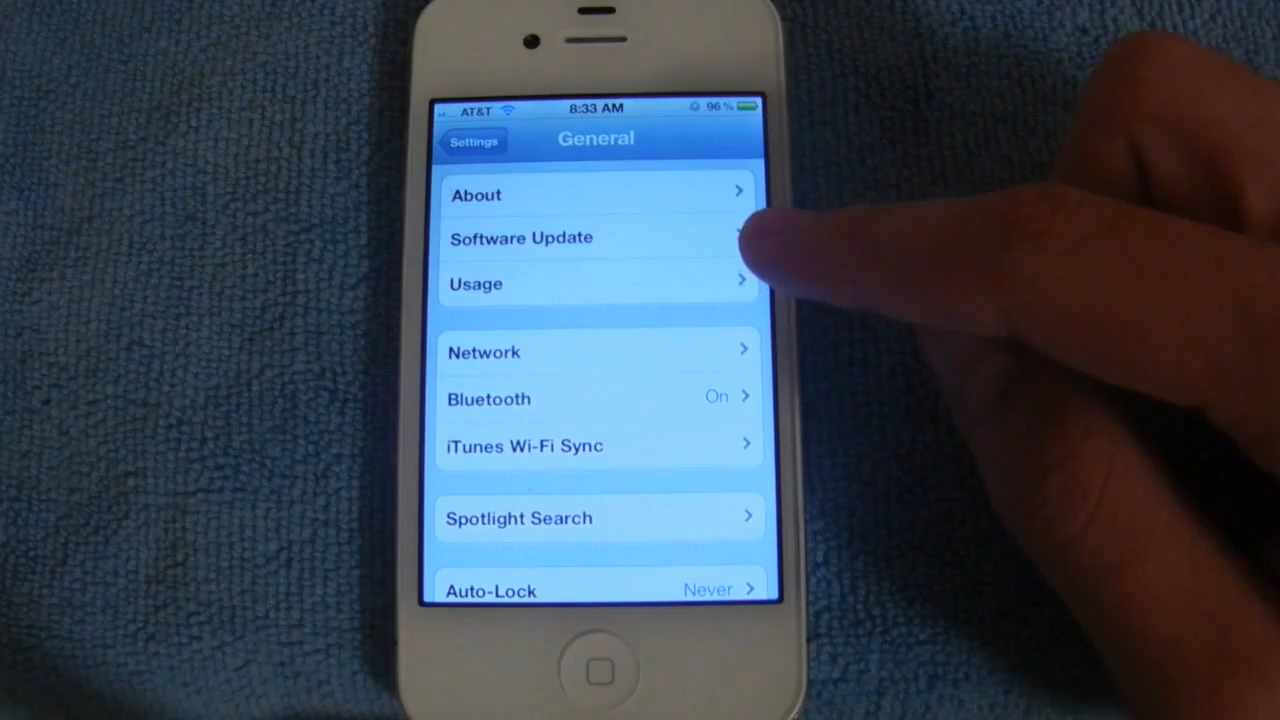 AT&T 8:33 AM 96%
Settings General
About
Software Update
Usage
Network
Bluetooth On
iTunes Wi-Fi Sync
Spotlight Search
Auto-Lock Never